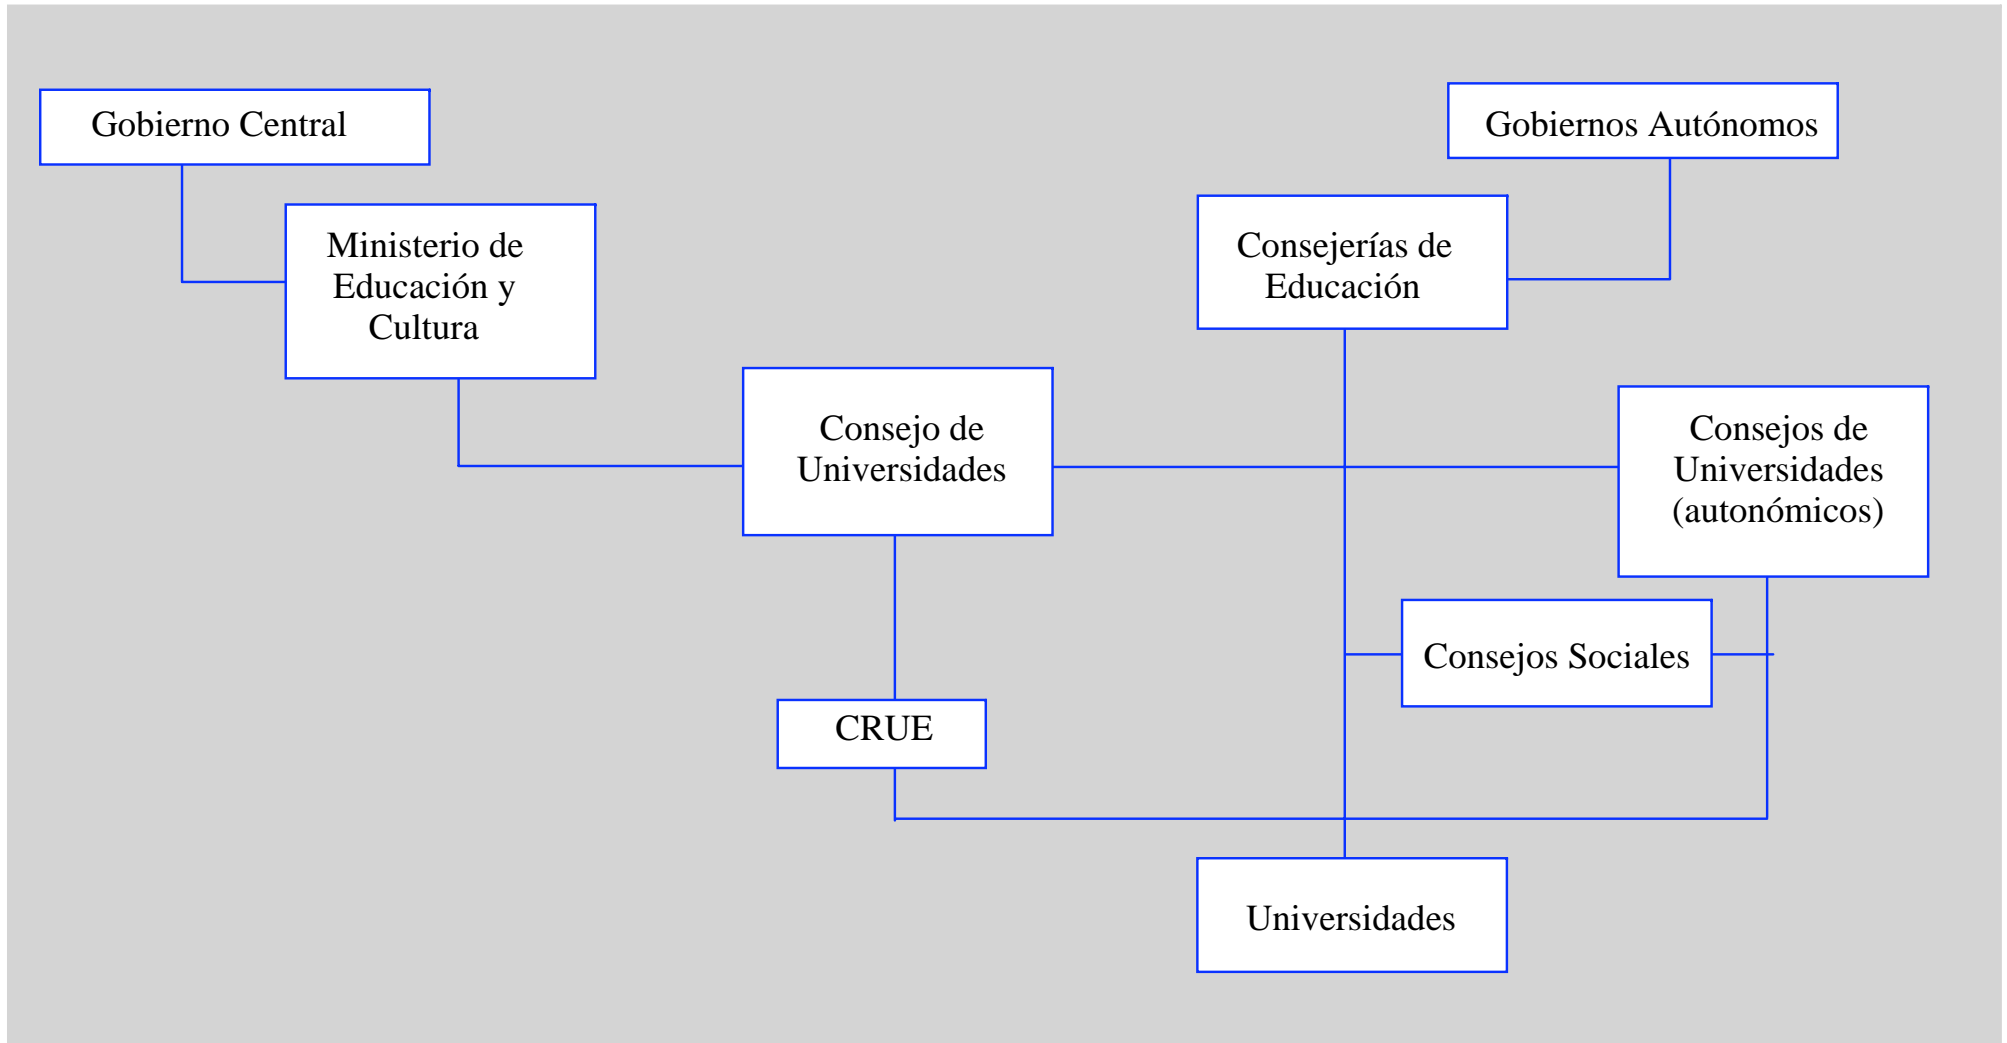 Gobierno Central
Gobiernos Autónomos
Ministerio de
Educación y
Cultura
Consejerías de
Educación
Consejo de
Universidades
Consejos de
Universidades
(autonómicos)
Consejos Sociales
CRUE
Universidades